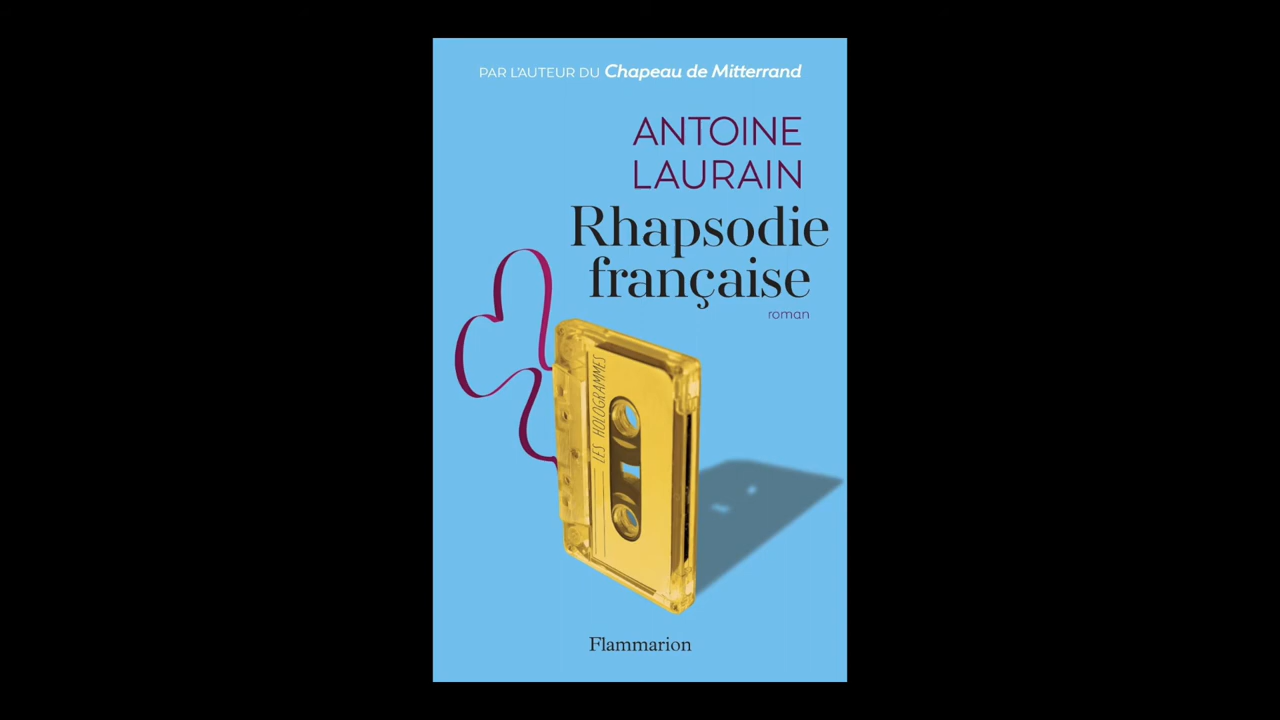 PAR L'AUTEUR DU Chapeau de Mitterrand
ANTOINE
LAURAIN
Rhapsodie
française
roman
LES HOLOGRAMMES
Flammarion